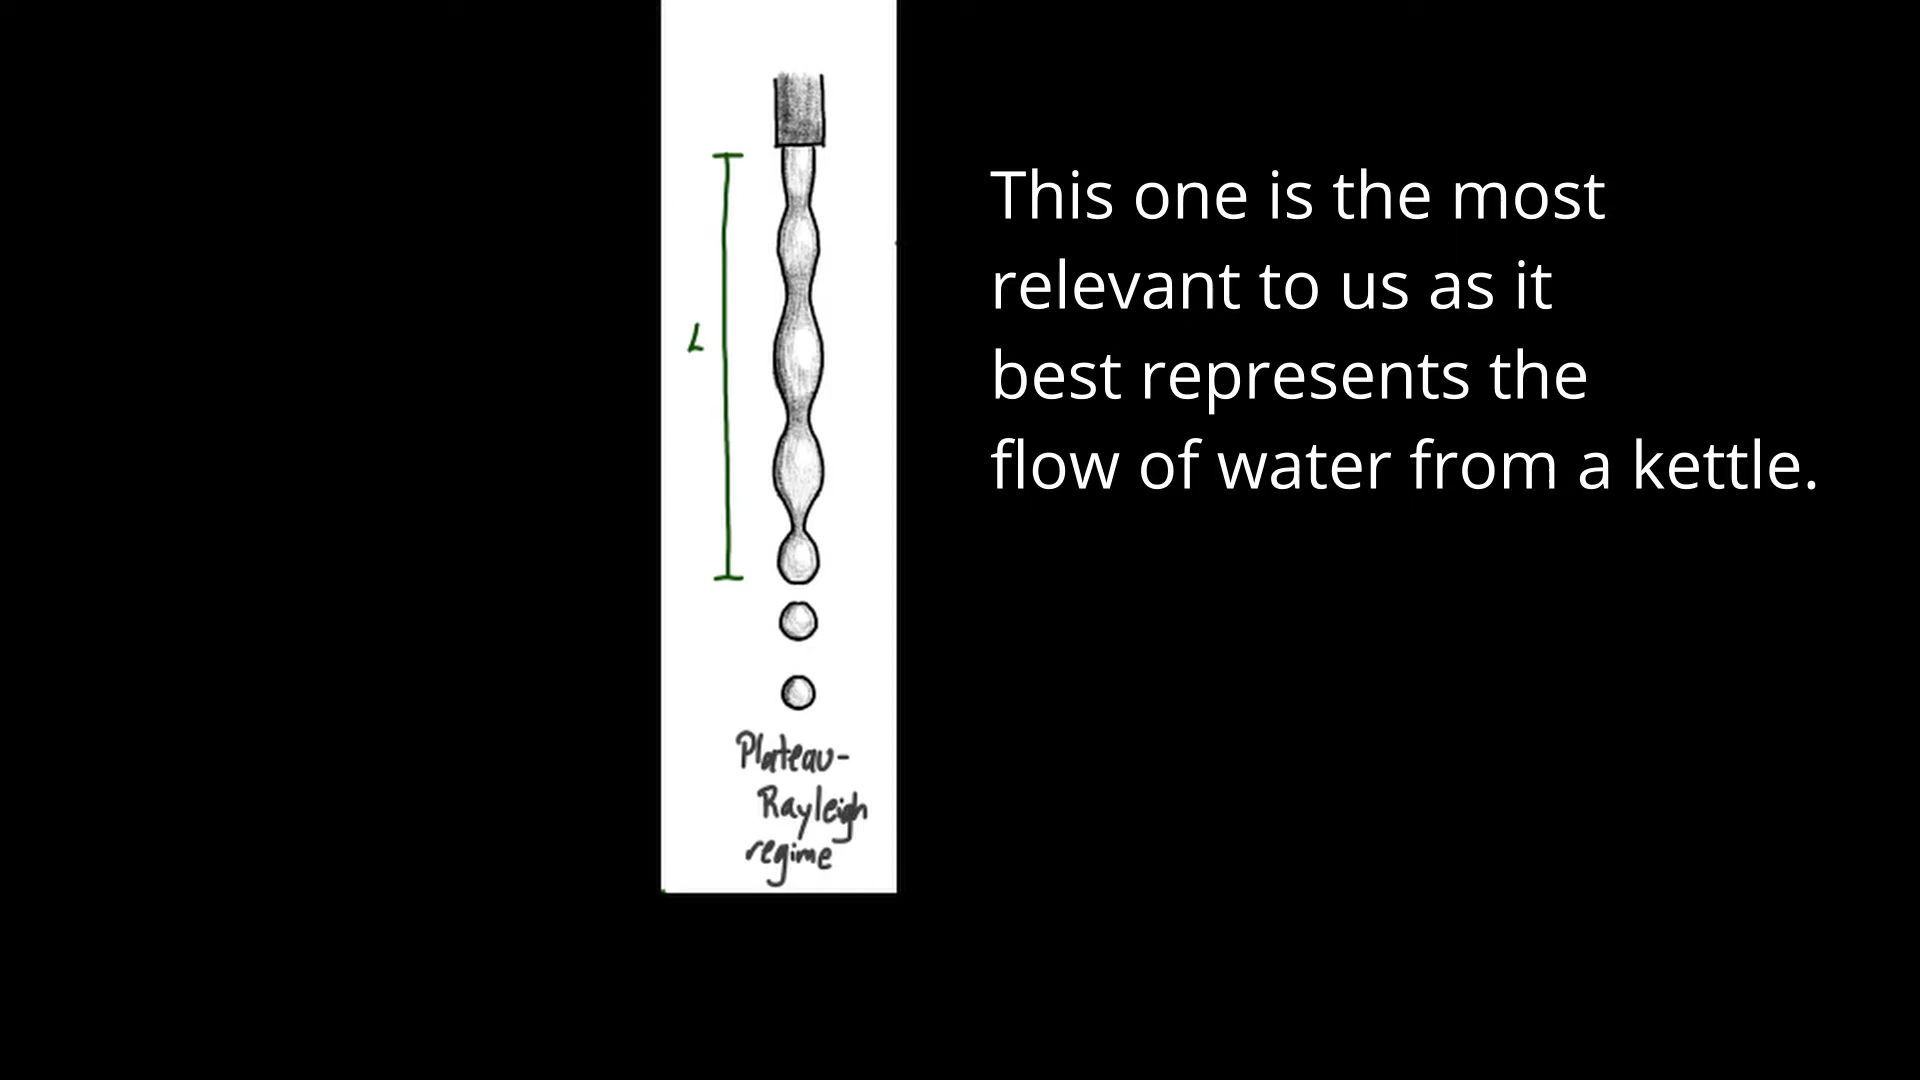 L
Plateau-
Rayleigh
regime
This one is the most
relevant to us as it
best represents the
flow of water from a kettle.